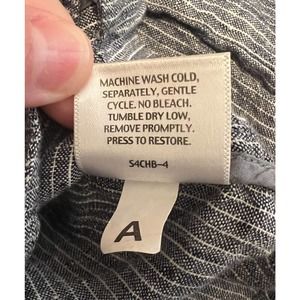 MACHINE WASH COLD,
SEPARATELY, GENTLE
CYCLE. NO BLEACH.
TUMBLE DRY LOW,
REMOVE PROMPTLY.
PRESS TO RESTORE.
S4CHB-4
A